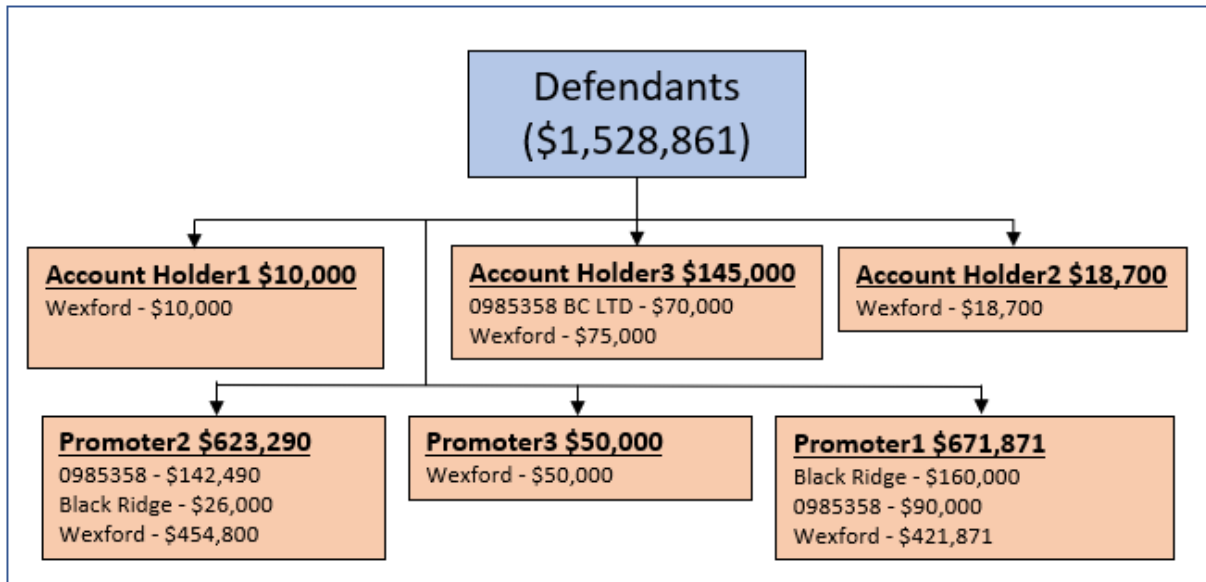 Defendants
($1,528,861)
Account Holder1 $10,000
Wexford - $10,000
Account Holder3 $145,000
0985358 BC LTD - $70,000
Wexford - $75,000
Account Holder2 $18,700
Wexford - $18,700
Promoter2 $623,290
0985358 - $142,490
Black Ridge - $26,000
Wexford - $454,800
Promoter3 $50,000
Wexford - $50,000
Promoter1 $671,871
Black Ridge - $160,000
0985358 - $90,000
Wexford - $421,871